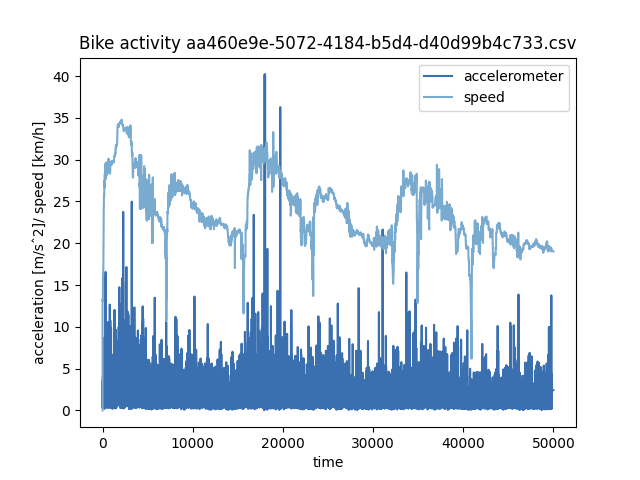 Bike activity aa460e9e-5072-4184-b5d4-d40d99b4c733.csv
accelerometer
speed
acceleration [m/s^2]/ speed [km/h]
40
35
30
25
20
15
10
5
0
0 10000 20000 30000 40000 50000
time